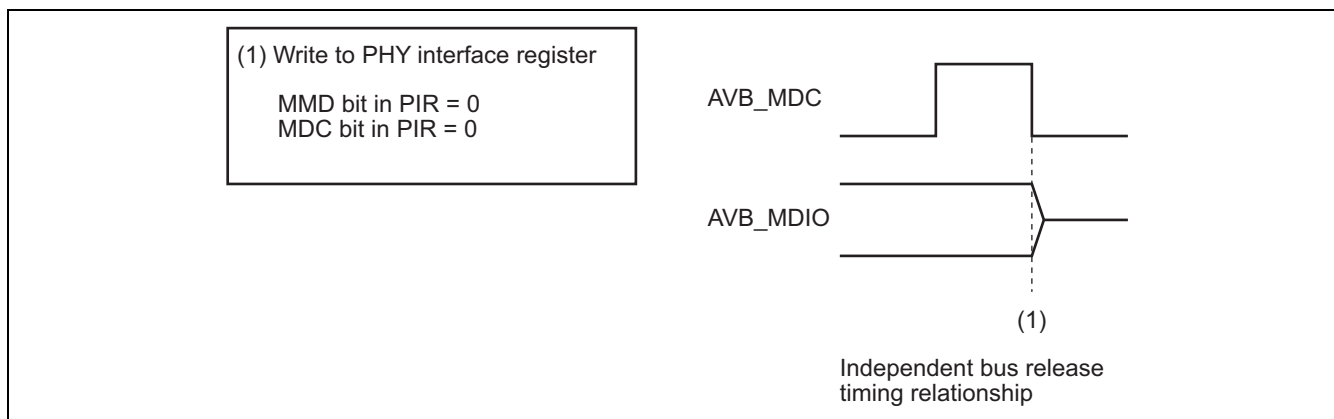 (1) Write to PHY interface register
MMD bit in PIR = 0
MDC bit in PIR = 0
AVB_MDC
AVB_MDIO
(1)
Independent bus release
timing relationship